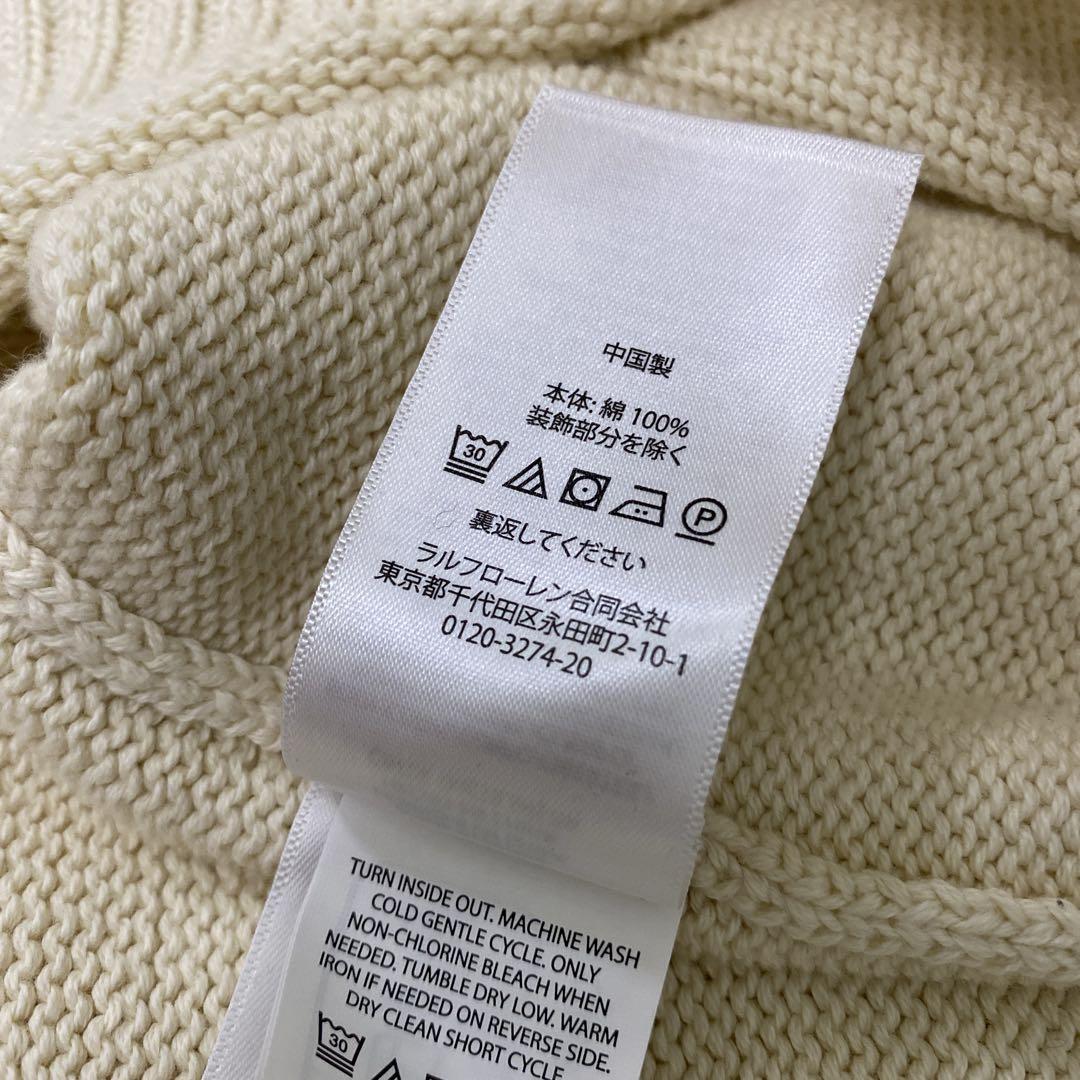 中国製
本体: 綿 100%
装飾部分を除く
30 P
裏返してください
ラルフローレン合同会社
東京都千代田区永田町2-10-1
0120-3274-20
TURN INSIDE OUT. MACHINE WASH
COLD GENTLE CYCLE. ONLY
NON-CHLORINE BLEACH WHEN
NEEDED. TUMBLE DRY LOW. WARM
IRON IF NEEDED ON REVERSE SIDE.
DRY CLEAN SHORT CYCLE.
30